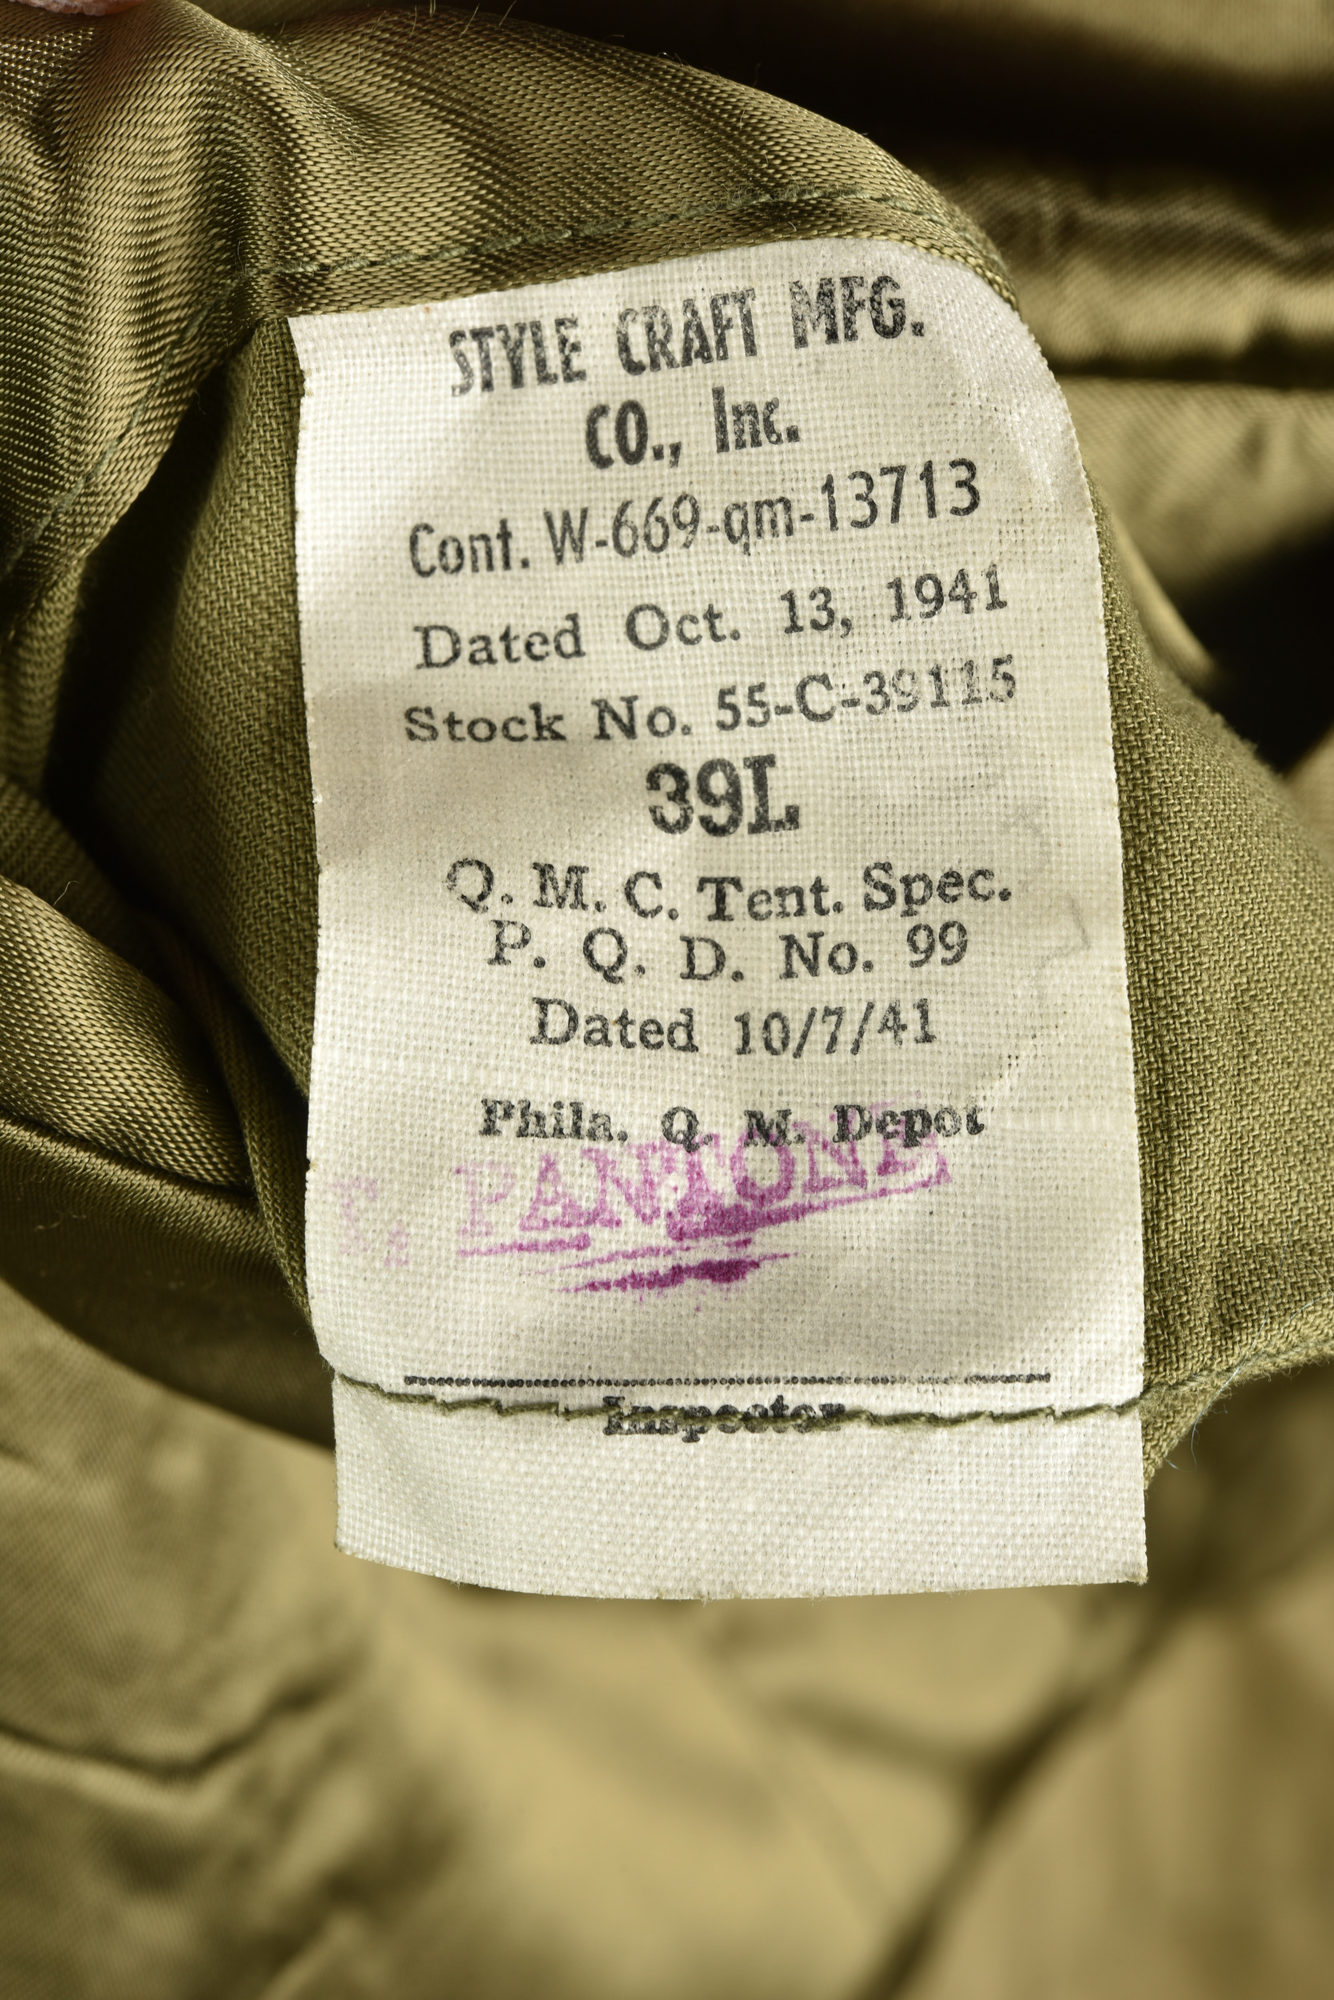 STYLE CRAFT MFG.
CO., Inc.
Cont. W-669-qm-13713
Dated Oct. 13, 1941
Stock No. 55-C-39115
39L
Q. M. C. Tent. Spec.
P. Q. D. No. 99
Dated 10/7/41
Phila. Q. M. Depot
PANTONE
Inspector